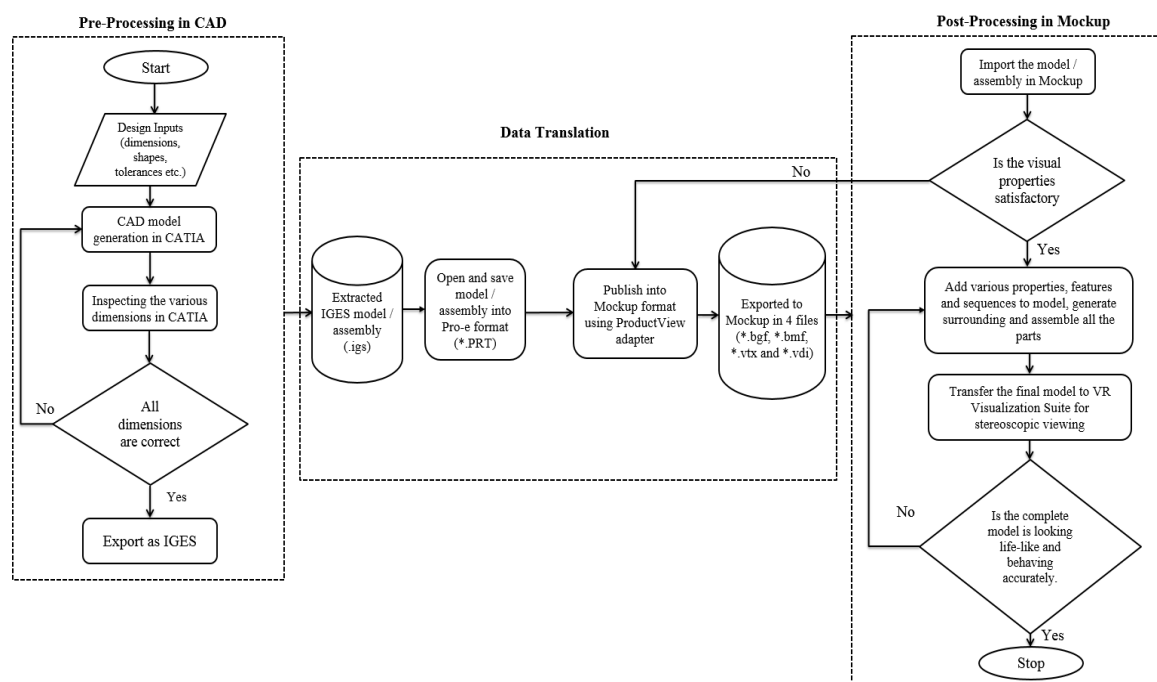 Pre-Processing in CAD
Start
Design Inputs
(dimensions,
shapes,
tolerances etc.)
CAD model
generation in CATIA
Inspecting the various
dimensions in CATIA
No
All
dimensions
are correct
Yes
Export as IGES
Data Translation
Extracted
IGES model /
assembly
(.igs)
Open and save
model /
assembly into
Pro-e format
(*.PRT)
Publish into
Mockup format
using ProductView
adapter
Exported to
Mockup in 4 files
(*.bgf, *.bmf,
*.vtx and *.vdi)
Post-Processing in Mockup
Import the model /
assembly in Mockup
No
Is the visual
properties
satisfactory
Yes
Add various properties, features
and sequences to model, generate
surrounding and assemble all the
parts
Transfer the final model to VR
Visualization Suite for
stereoscopic viewing
No
Is the complete
model is looking
life-like and
behaving
accurately.
Yes
Stop